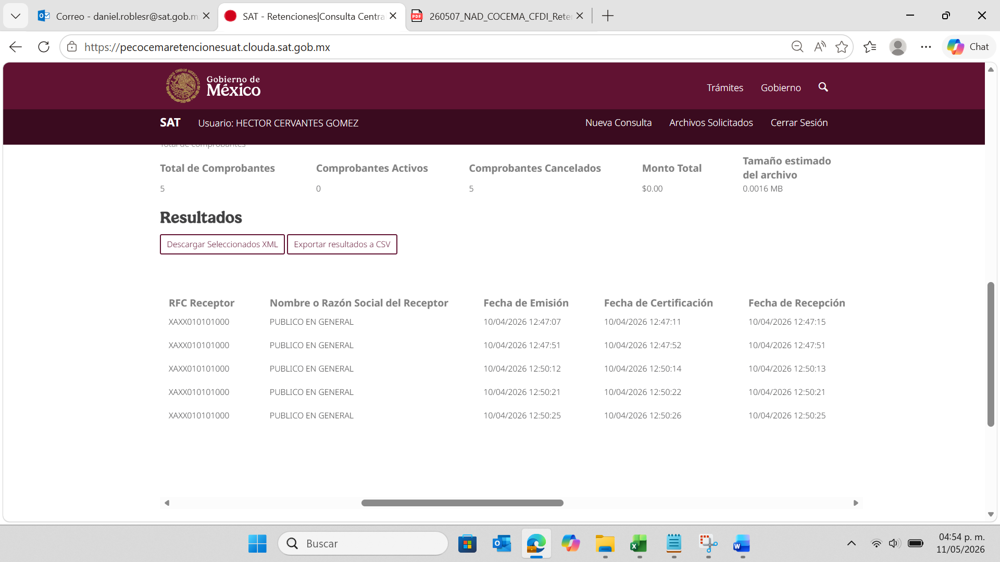 Correo - daniel.roblesr@sat.gob.m
SAT - Retenciones|Consulta Centra
260507_NAD_COCEMA_CFDI_Rete
https://pecocemaretencionesuat.clouda.sat.gob.mx
Chat
Gobierno de
México
Trámites
Gobierno
SAT
Usuario: HECTOR CERVANTES GOMEZ
Nueva Consulta
Archivos Solicitados
Cerrar Sesión
Total de comprobantes
Total de Comprobantes
Comprobantes Activos
Comprobantes Cancelados
Monto Total
Tamaño estimado
del archivo
5
0
5
$0.00
0.0016 MB
Resultados
Descargar Seleccionados XML
Exportar resultados a CSV
RFC Receptor Nombre o Razón Social del Receptor Fecha de Emisión Fecha de Certificación Fecha de Recepción
XAXX010101000 PUBLICO EN GENERAL 10/04/2026 12:47:07 10/04/2026 12:47:11 10/04/2026 12:47:15
XAXX010101000 PUBLICO EN GENERAL 10/04/2026 12:47:51 10/04/2026 12:47:52 10/04/2026 12:47:51
XAXX010101000 PUBLICO EN GENERAL 10/04/2026 12:50:12 10/04/2026 12:50:14 10/04/2026 12:50:13
XAXX010101000 PUBLICO EN GENERAL 10/04/2026 12:50:21 10/04/2026 12:50:22 10/04/2026 12:50:21
XAXX010101000 PUBLICO EN GENERAL 10/04/2026 12:50:25 10/04/2026 12:50:26 10/04/2026 12:50:25
Buscar
04:54 p. m.
11/05/2026